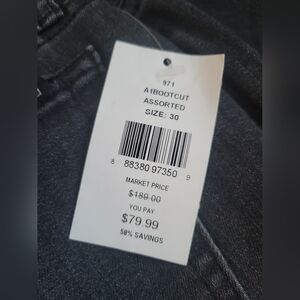 971
A1BOOTCUT
ASSORTED
SIZE: 30
8 88380 97350 9
MARKET PRICE
$189.00
YOU PAY
$79.99
58% SAVINGS